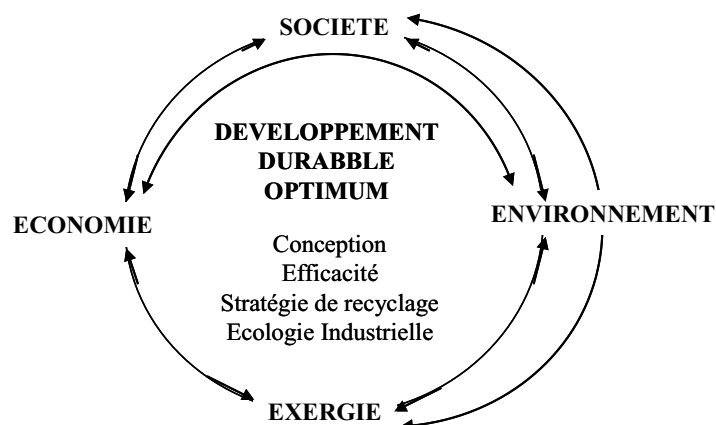 SOCIETE
DEVELOPPEMENT
DURABBLE
OPTIMUM
ECONOMIE
ENVIRONNEMENT
Conception
Efficacité
Stratégie de recyclage
Ecologie Industrielle
EXERGIE